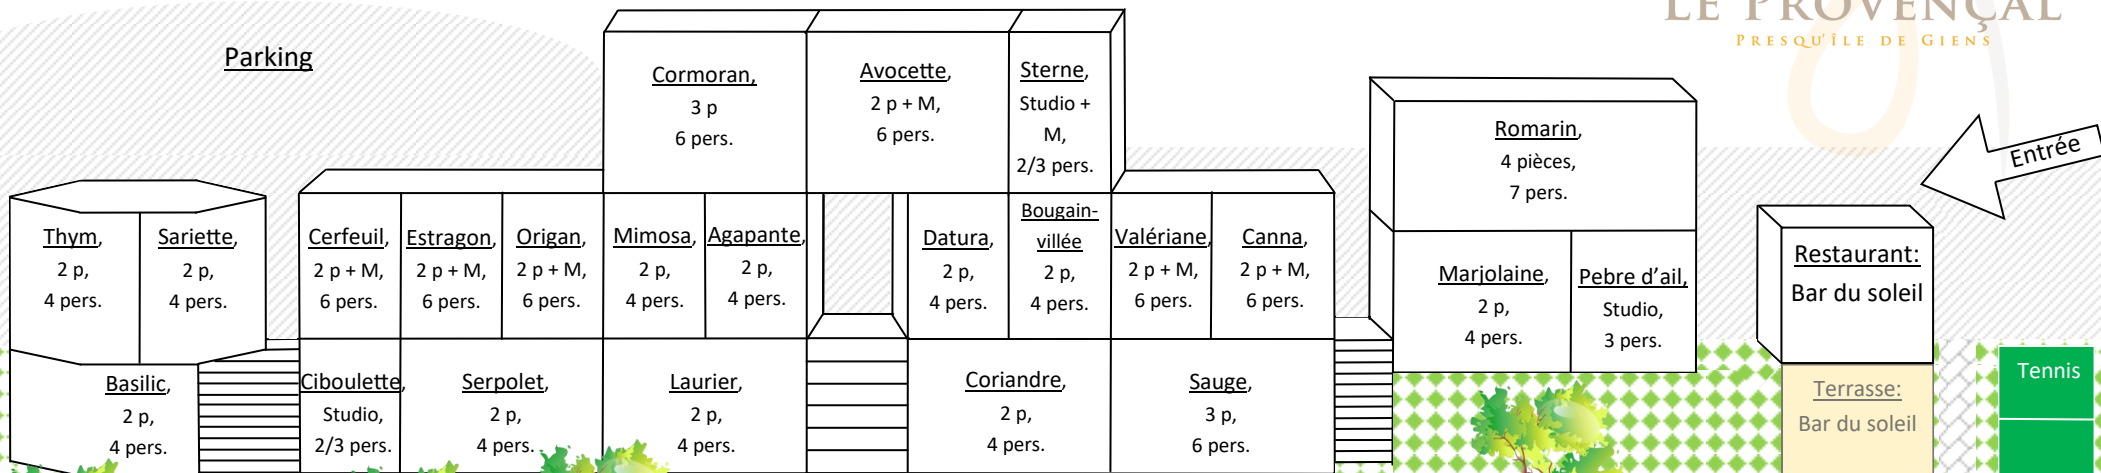 LE PROVENÇAL
PRESQU'ÎLE DE GIENS
Parking
Entrée
Cormoran,
3 p
6 pers.
Avocette,
2 p + M,
6 pers.
Sterne,
Studio +
M,
2/3 pers.
Romarin,
4 pièces,
7 pers.
Thym,
2 p,
4 pers.
Sariette,
2 p,
4 pers.
Cerfeuil,
2 p + M,
6 pers.
Estragon,
2 p + M,
6 pers.
Origan,
2 p + M,
6 pers.
Mimosa,
2 p,
4 pers.
Agapante,
2 p,
4 pers.
Datura,
2 p,
4 pers.
Bougain-
villée
2 p,
4 pers.
Valériane,
2 p + M,
6 pers.
Canna,
2 p + M,
6 pers.
Marjolaine,
2 p,
4 pers.
Pebre d'ail,
Studio,
3 pers.
Restaurant:
Bar du soleil
Basilic,
2 p,
4 pers.
Ciboulette,
Studio,
2/3 pers.
Serpolet,
2 p,
4 pers.
Laurier,
2 p,
4 pers.
Coriandre,
2 p,
4 pers.
Sauge,
3 p,
6 pers.
Terrasse:
Bar du soleil
Tennis